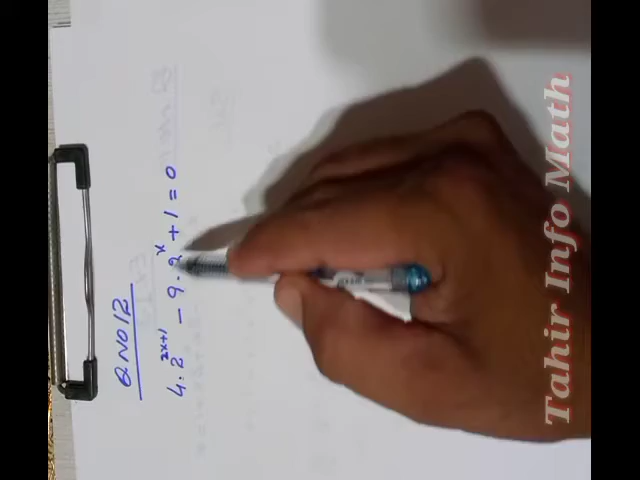 Q.NO 12
4.2^{2x+1} - 9.2^x + 1 = 0
Tahir Info Math